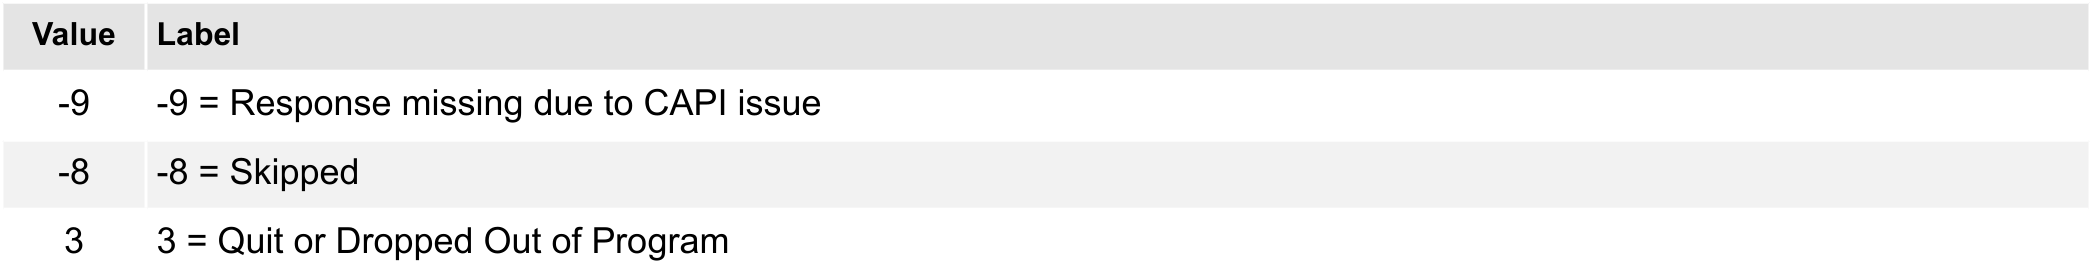 Value Label
-9 -9 = Response missing due to CAPI issue
-8 -8 = Skipped
3 3 = Quit or Dropped Out of Program